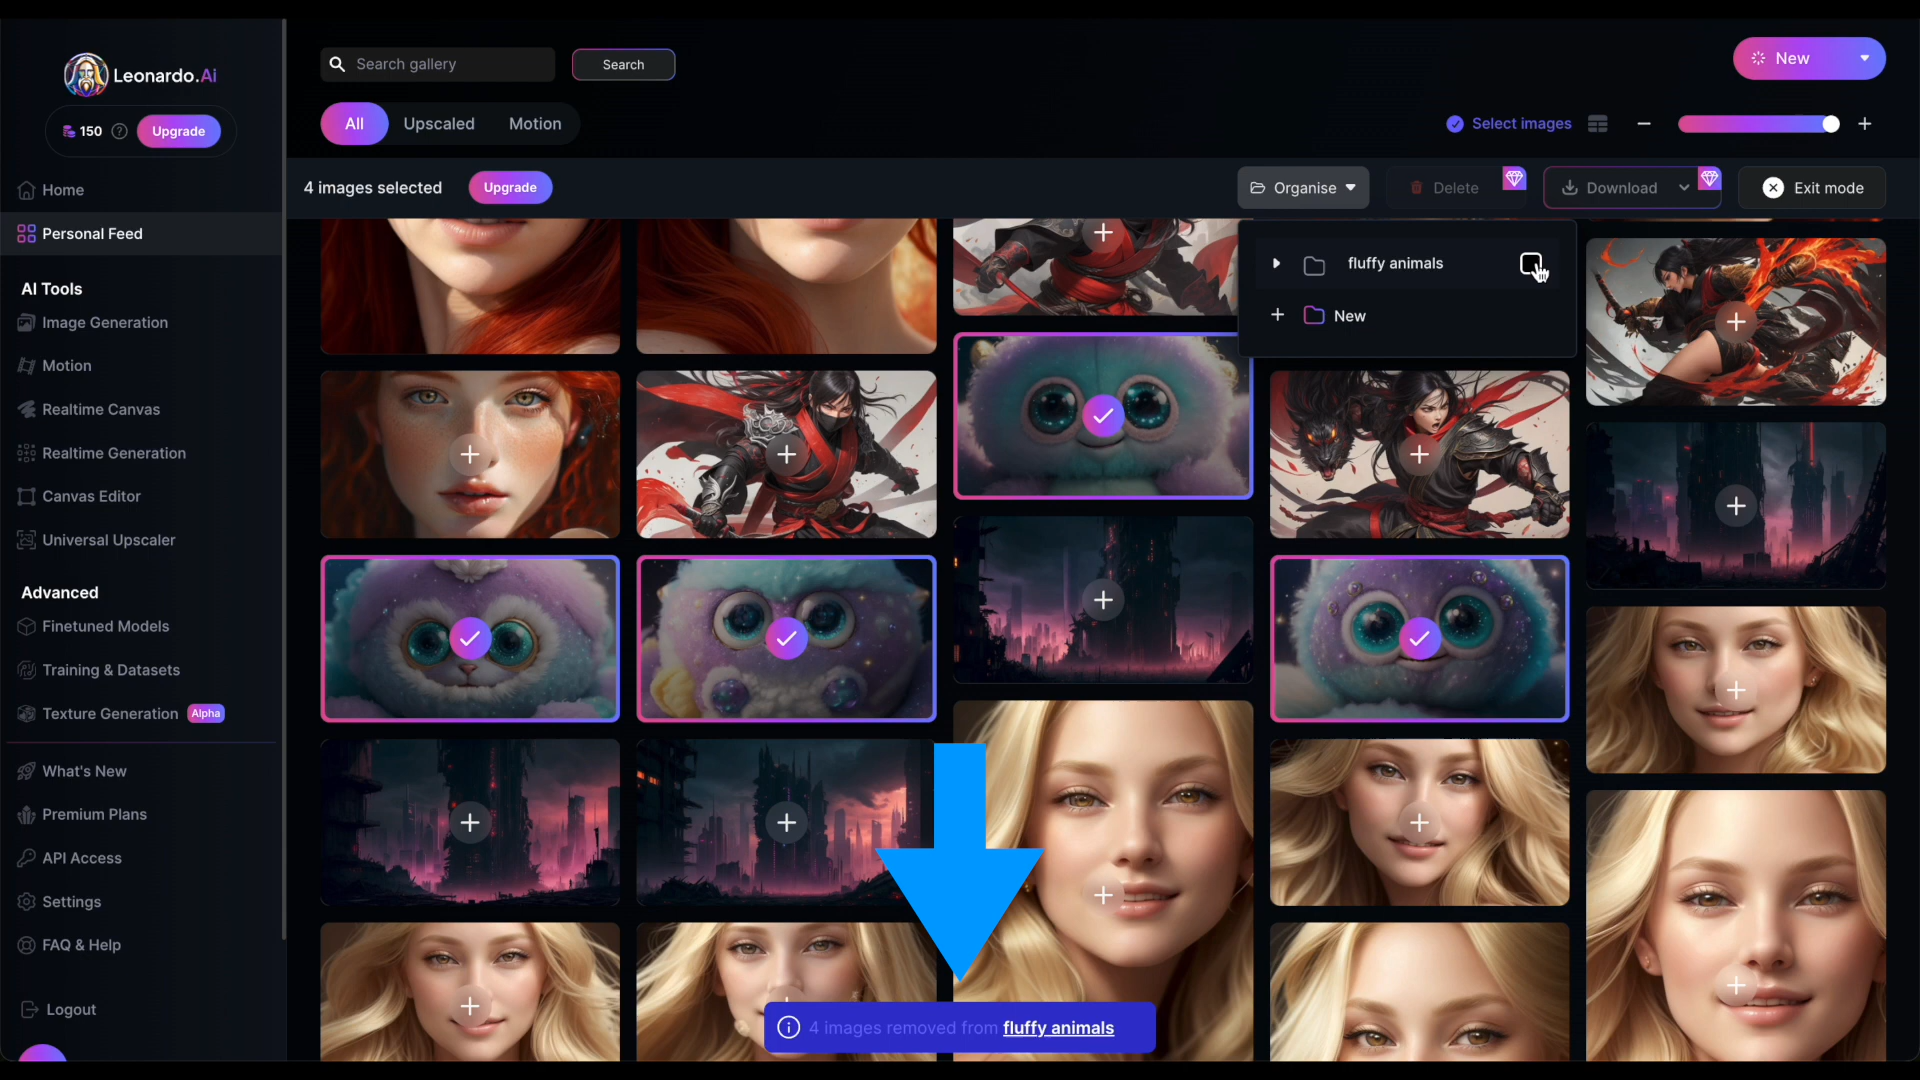 Leonardo.Ai
150
?
Upgrade
Home
Personal Feed
AI Tools
Image Generation
Motion
Realtime Canvas
Realtime Generation
Canvas Editor
Universal Upscaler
Advanced
Finetuned Models
Training & Datasets
Texture Generation Alpha
What's New
Premium Plans
API Access
Settings
FAQ & Help
Logout
Search gallery
Search
New
All Upscaled Motion
Select images
4 images selected
Upgrade
Organise
Delete
Download
Exit mode
fluffy animals
New
4 images removed from fluffy animals